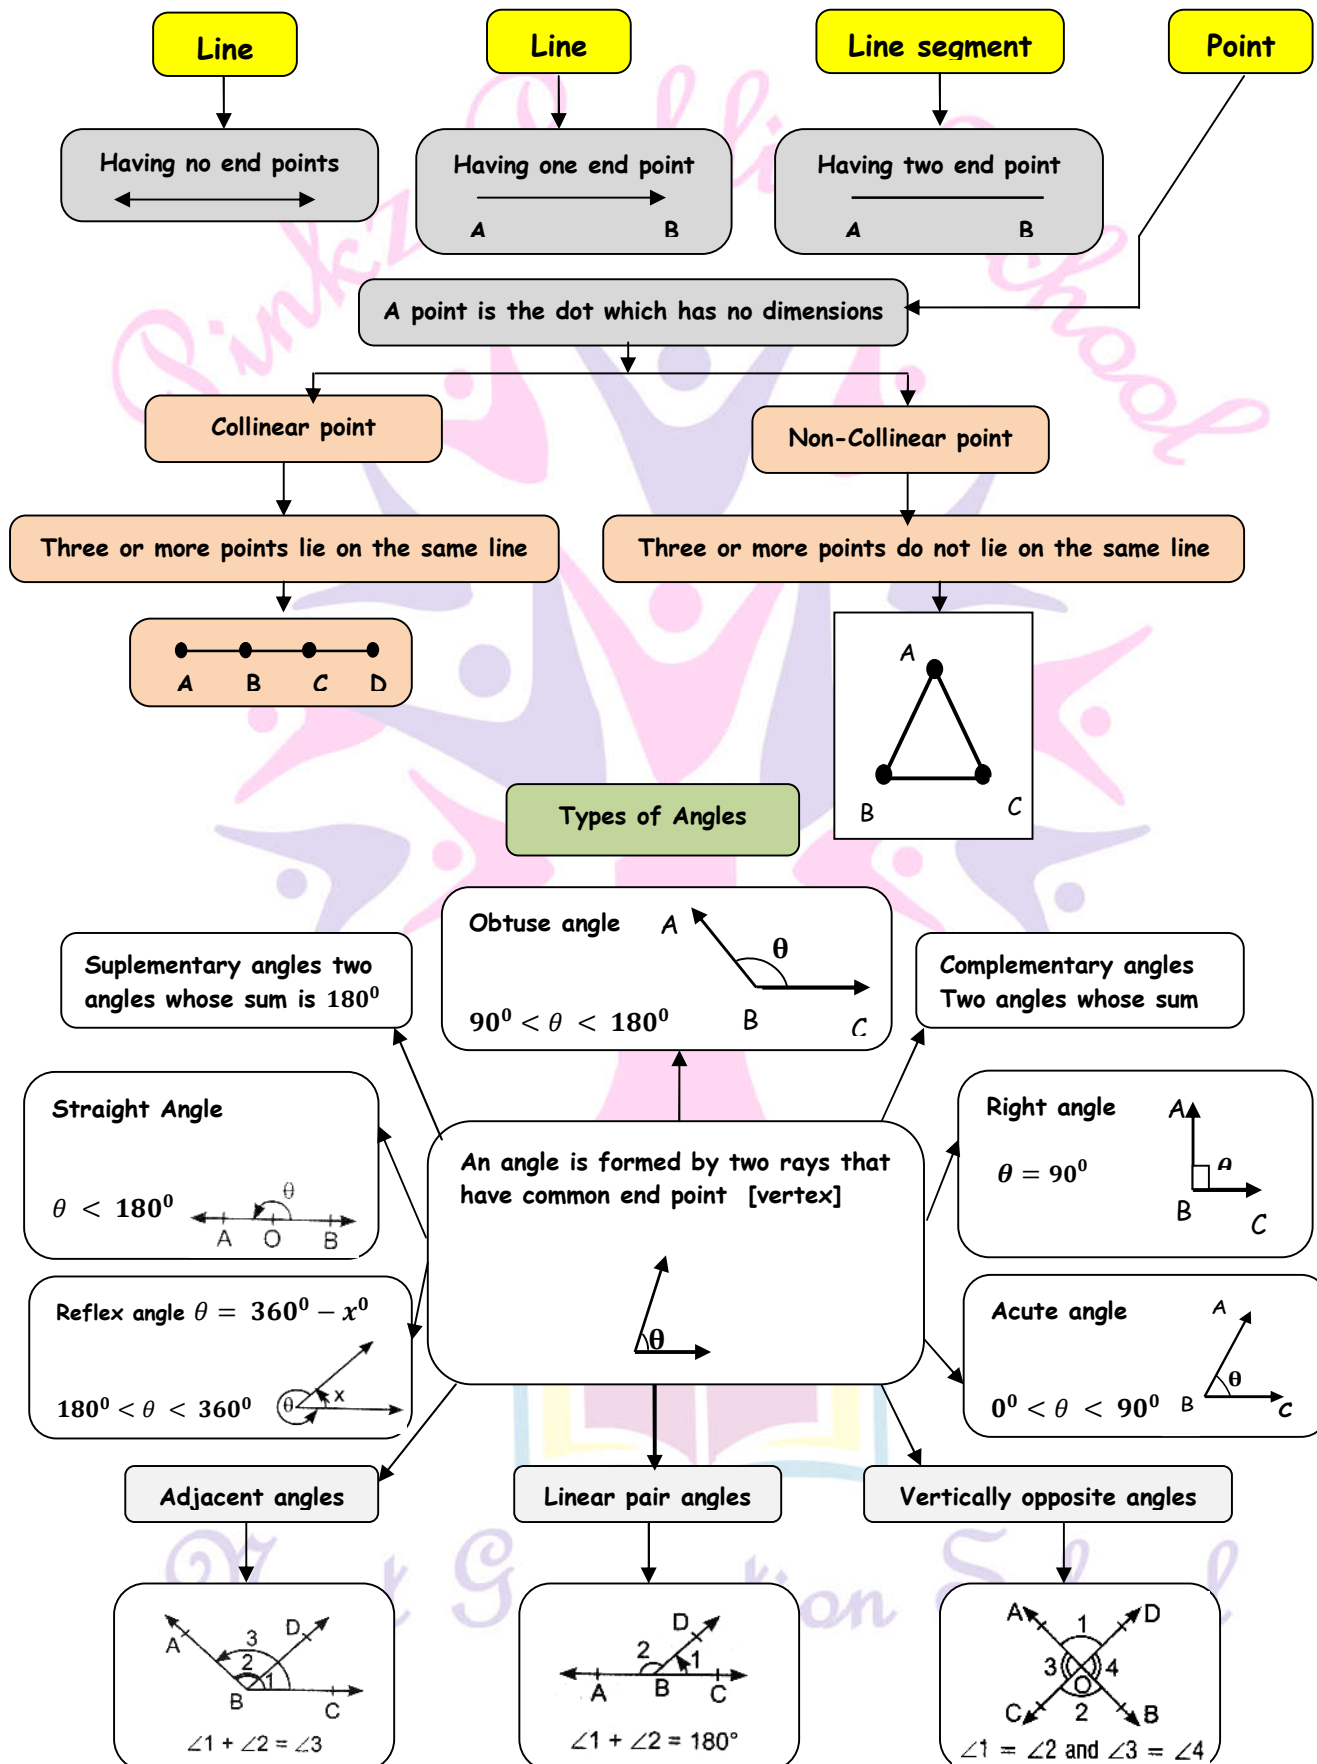 Line
Line
Line segment
Point
Having no end points
Having one end point
A B
Having two end point
A B
A point is the dot which has no dimensions
Collinear point
Non-Collinear point
Three or more points lie on the same line
Three or more points do not lie on the same line
A B C D
A
B C
Types of Angles
Suplementary angles two
angles whose sum is 180⁰
Obtuse angle A
θ
90⁰ < θ < 180⁰ B C
Complementary angles
Two angles whose sum
Straight Angle
θ < 180⁰ θ
A O B
An angle is formed by two rays that
have common end point [vertex]
θ
Right angle A
θ = 90⁰ θ
B C
Reflex angle θ = 360⁰ − x⁰
180⁰ < θ < 360⁰ θ x
Acute angle A
θ
0⁰ < θ < 90⁰ B C
Adjacent angles
Linear pair angles
Vertically opposite angles
A 3 D
2 1
B C
∠1 + ∠2 = ∠3
D
2 1
A B C
∠1 + ∠2 = 180°
A 1 D
3 4
O
C 2 B
∠1 = ∠2 and ∠3 = ∠4